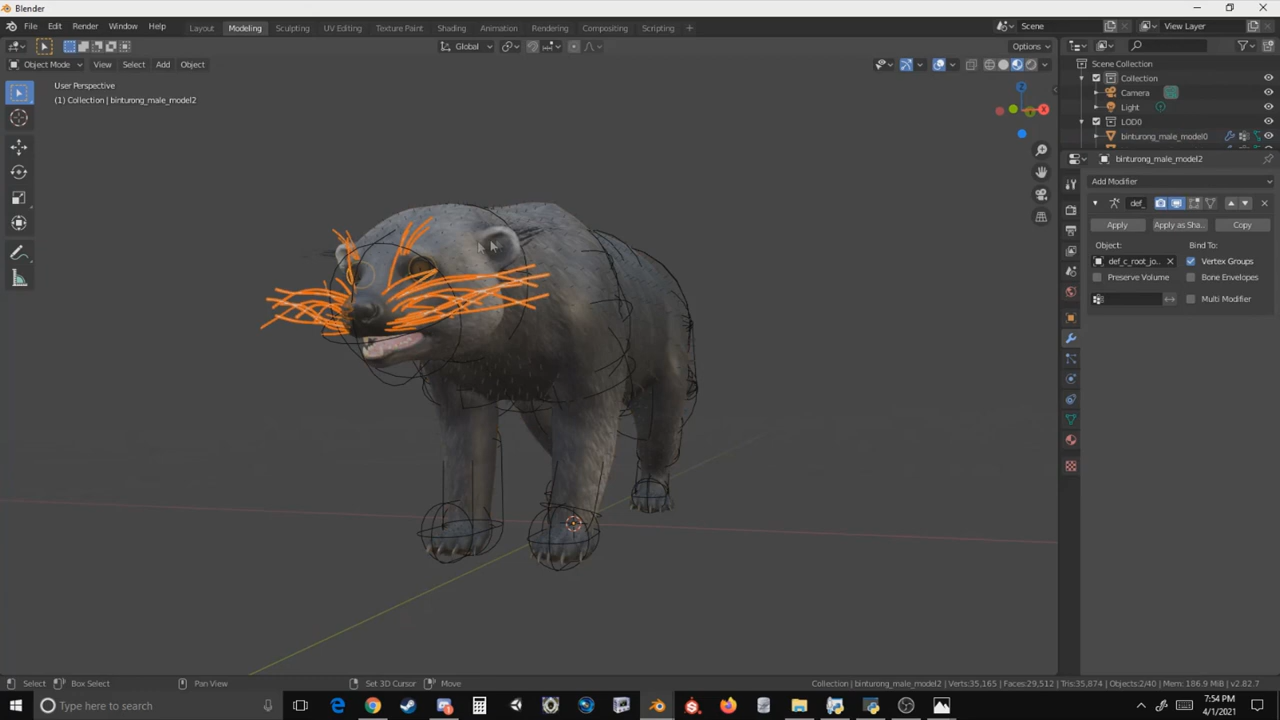 Blender
File Edit Render Window Help
Layout Modeling Sculpting UV Editing Texture Paint Shading Animation Rendering Compositing Scripting +
Scene
View Layer
Global
Options
Object Mode View Select Add Object
User Perspective
(1) Collection | binturong_male_model2
X
Scene Collection
Collection
Camera
Light
LOD0
binturong_male_model0
binturong_male_model2
Add Modifier
def_
Apply Apply as Sha... Copy
Object: Bind To:
def_c_root_jo... Vertex Groups
Preserve Volume Bone Envelopes
Multi Modifier
Select Box Select Pan View Set 3D Cursor Move
Collection | binturong_male_model2 | Verts:35,165 | Faces:29,512 | Tris:35,874 | Objects:2/40 | Mem: 186.9 MiB | v2.82.7
Type here to search
7:54 PM
4/1/2021